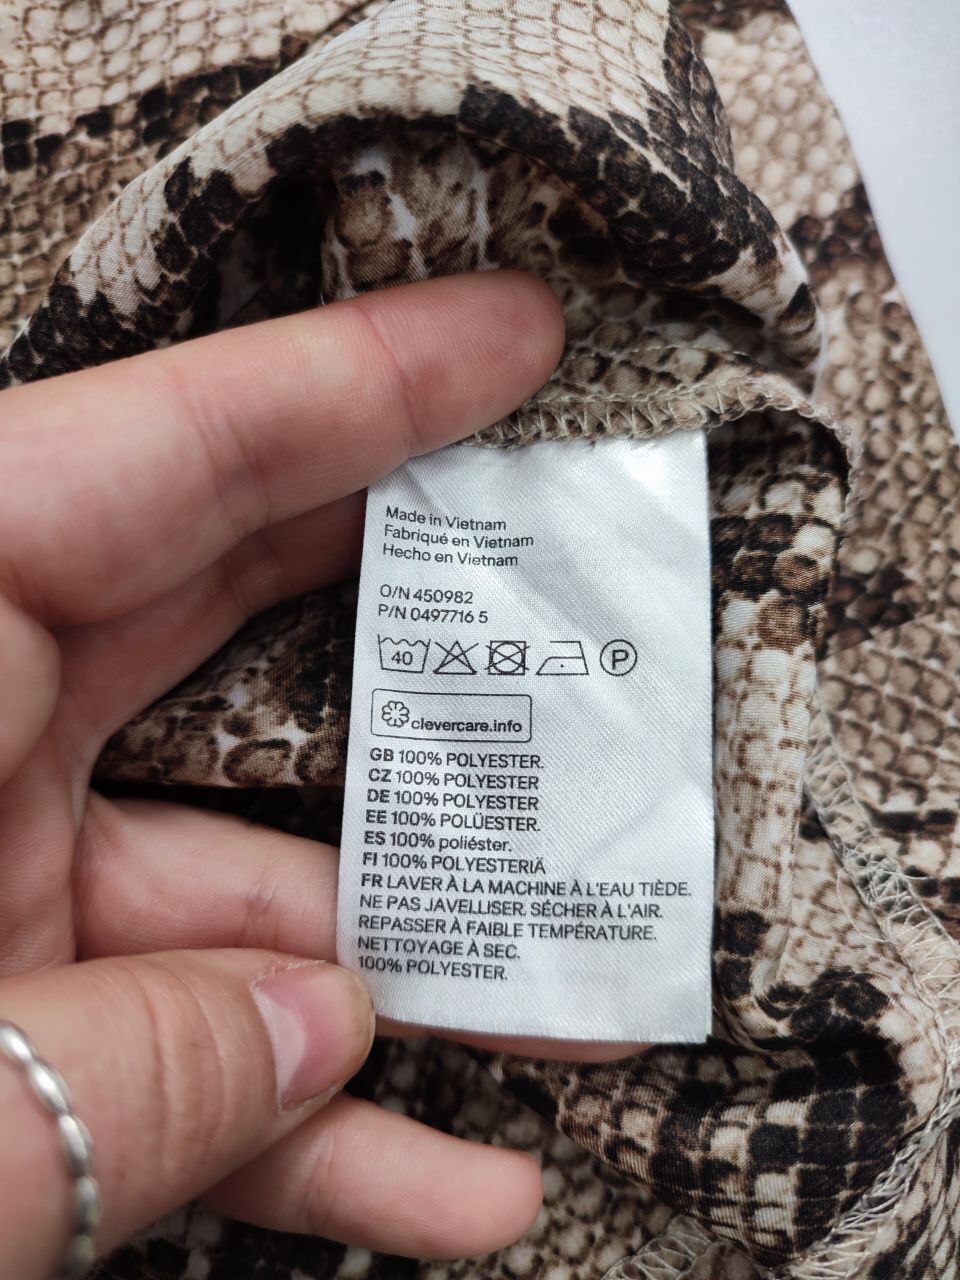 Made in Vietnam
Fabriqué en Vietnam
Hecho en Vietnam
O/N 450982
P/N 0497716 5
40 P
clevercare.info
GB 100% POLYESTER.
CZ 100% POLYESTER
DE 100% POLYESTER
EE 100% POLÜESTER.
ES 100% poliéster.
FI 100% POLYESTERIÄ
FR LAVER À LA MACHINE À L'EAU TIÈDE.
NE PAS JAVELLISER. SÉCHER À L'AIR.
REPASSER À FAIBLE TEMPÉRATURE.
NETTOYAGE À SEC.
100% POLYESTER.